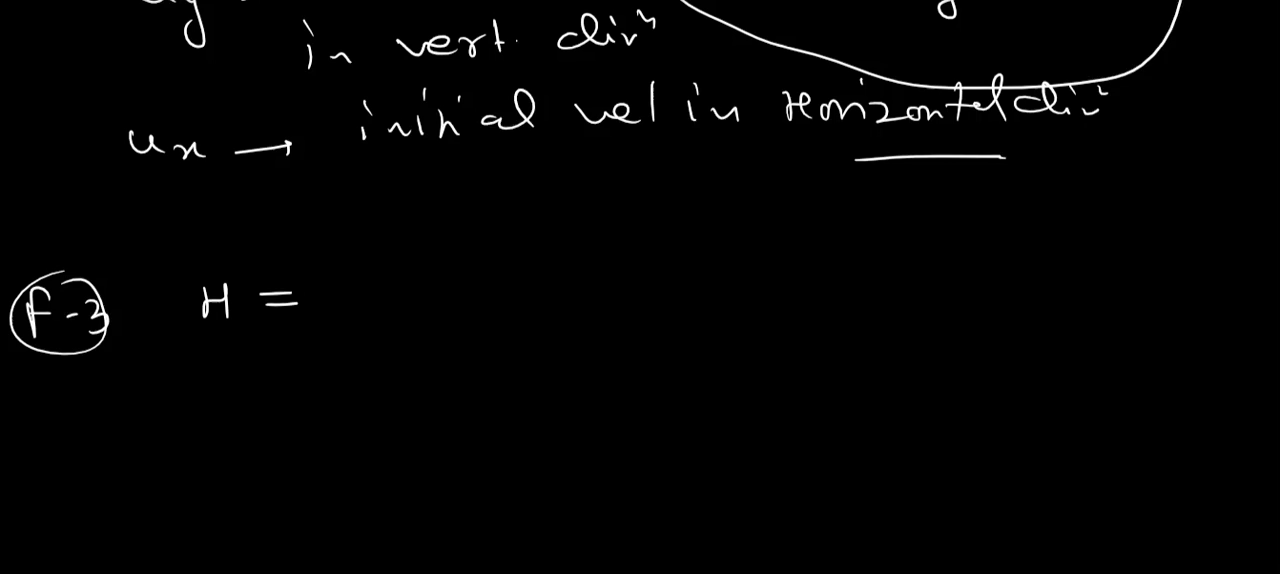 in vert. dirⁿ
ux → initial vel in Horizontal dirⁿ
F-3 H =